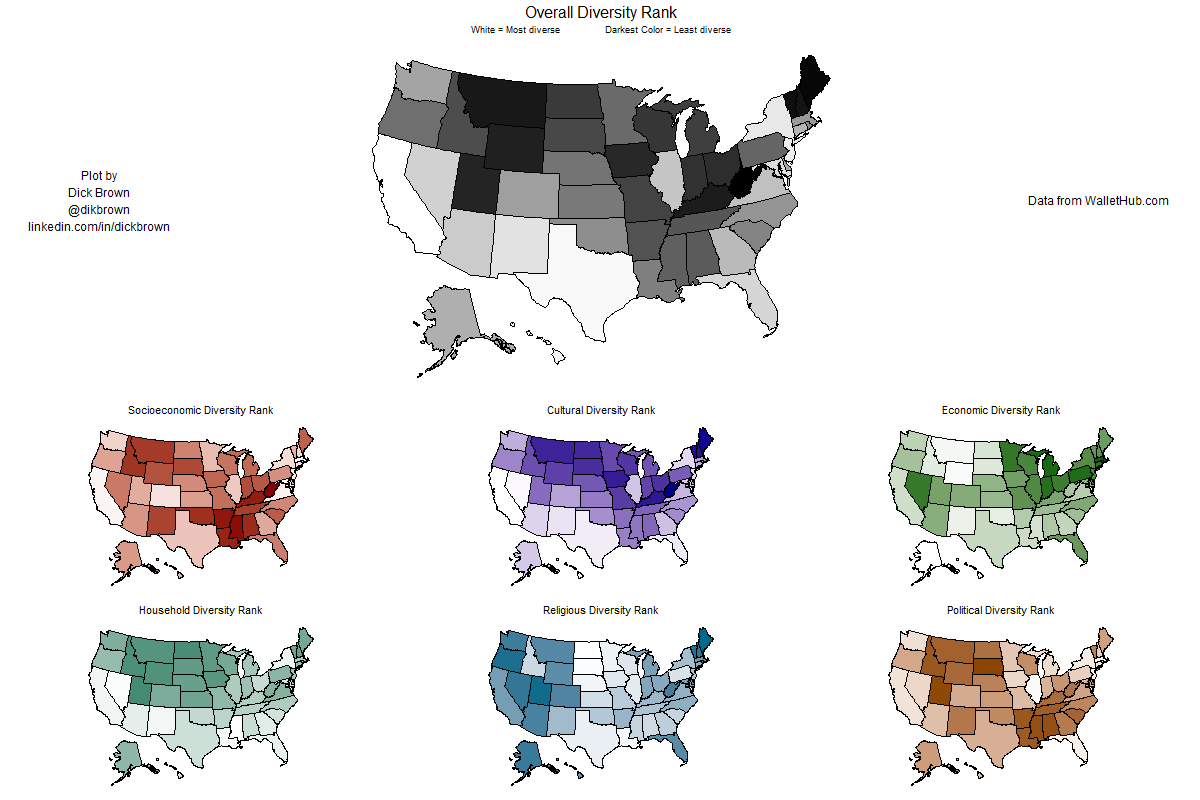 Overall Diversity Rank
White = Most diverse
Darkest Color = Least diverse
Plot by
Dick Brown
@dikbrown
linkedin.com/in/dickbrown
Data from WalletHub.com
Socioeconomic Diversity Rank
Cultural Diversity Rank
Economic Diversity Rank
Household Diversity Rank
Religious Diversity Rank
Political Diversity Rank